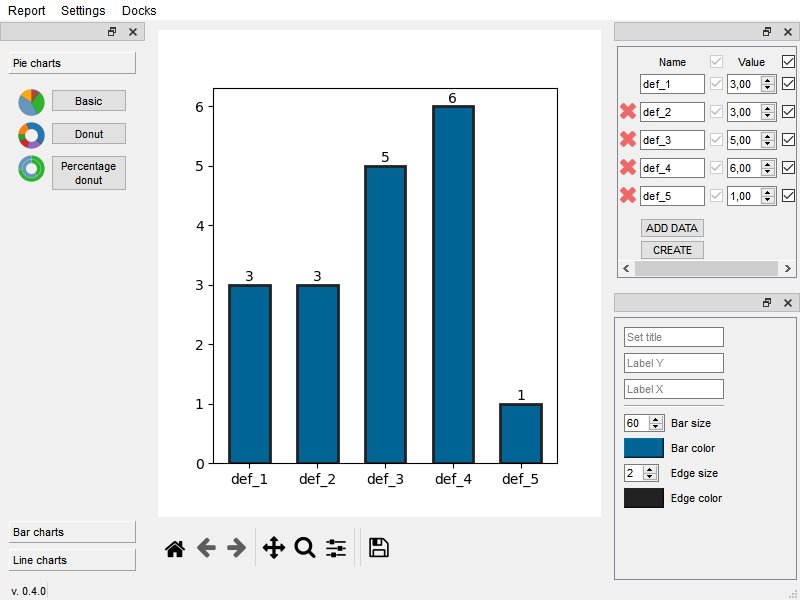 Report Settings Docks
Pie charts
Basic
Donut
Percentage
donut
Bar charts
Line charts
v. 0.4.0
6
5
4
3
2
1
0
3
3
5
6
1
def_1 def_2 def_3 def_4 def_5
Name Value
def_1 3,00
def_2 3,00
def_3 5,00
def_4 6,00
def_5 1,00
ADD DATA
CREATE
Set title
Label Y
Label X
60 Bar size
Bar color
2 Edge size
Edge color